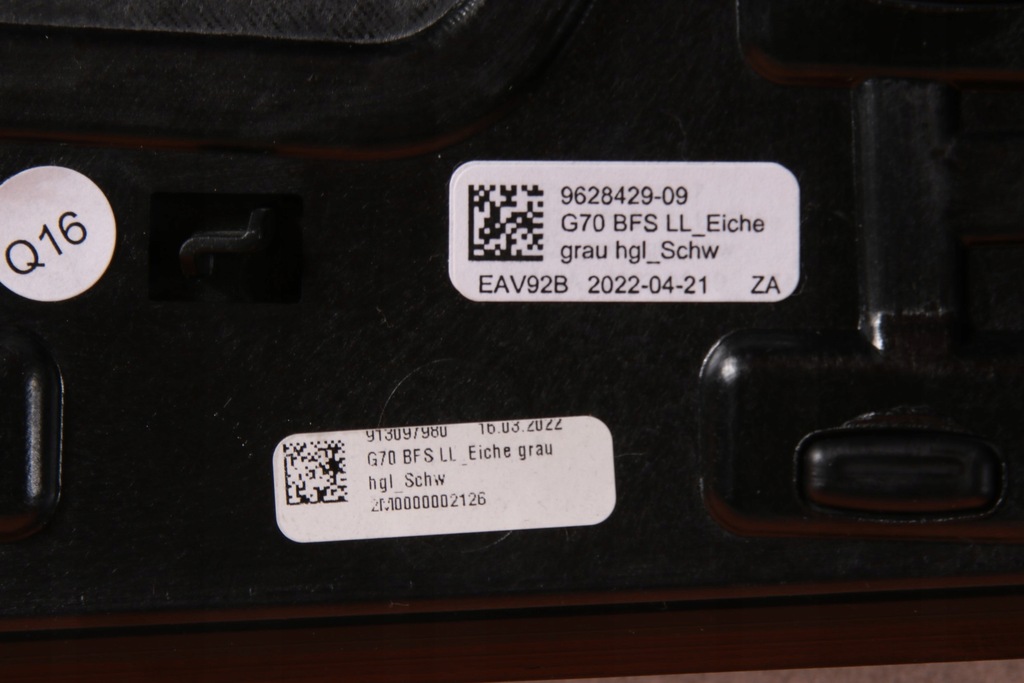 Q16
9628429-09
G70 BFS LL_Eiche
grau hgl_Schw
EAV92B 2022-04-21 ZA
913097980 16.03.2022
G70 BFS LL_Eiche grau
hgl_Schw
2M0000002126